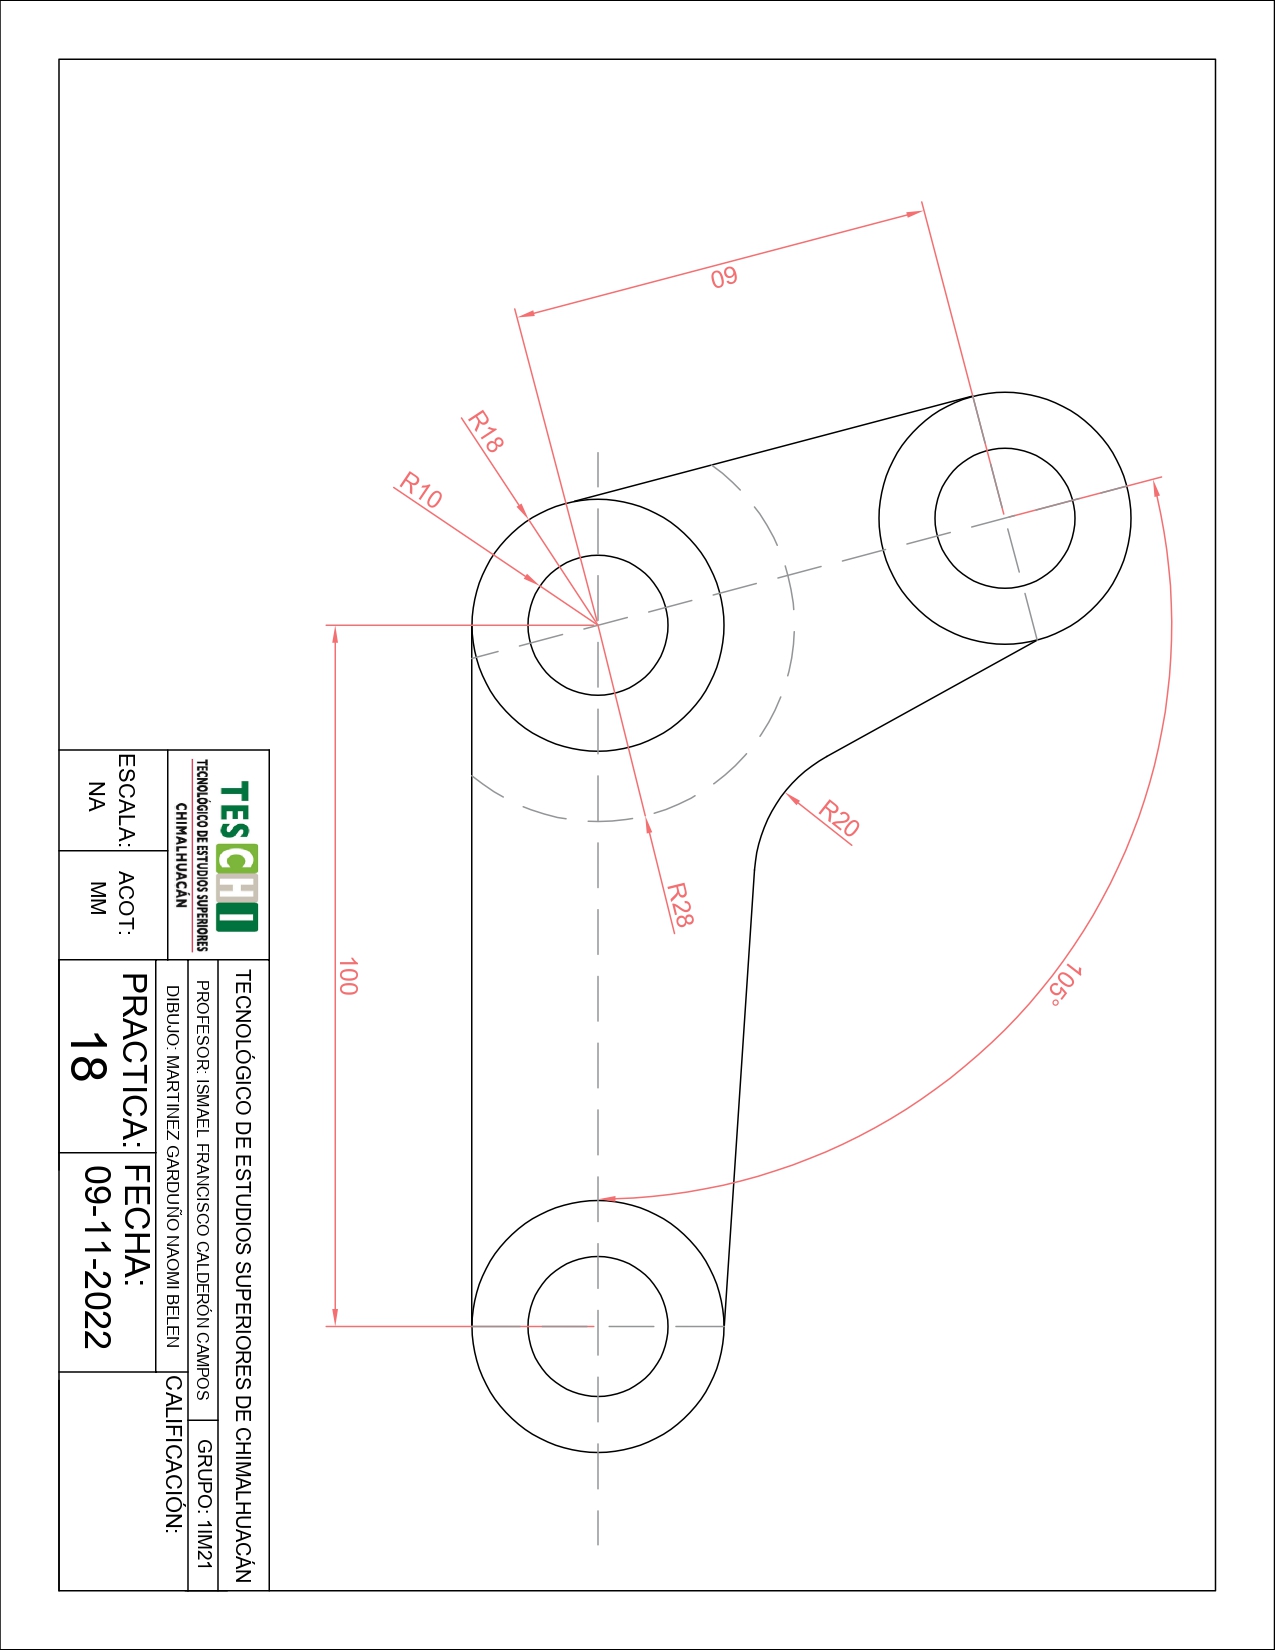 105°
R20
60
R28
R18
R10
100
TESCHI
TECNOLÓGICO DE ESTUDIOS SUPERIORES
CHIMALHUACÁN
TECNOLÓGICO DE ESTUDIOS SUPERIORES DE CHIMALHUACÁN
PROFESOR: ISMAEL FRANCISCO CALDERÓN CAMPOS
GRUPO: 1IM21
DIBUJO: MARTINEZ GARDUÑO NAOMI BELEN
CALIFICACIÓN:
ESCALA:
NA
ACOT:
MM
PRACTICA:
18
FECHA:
09-11-2022